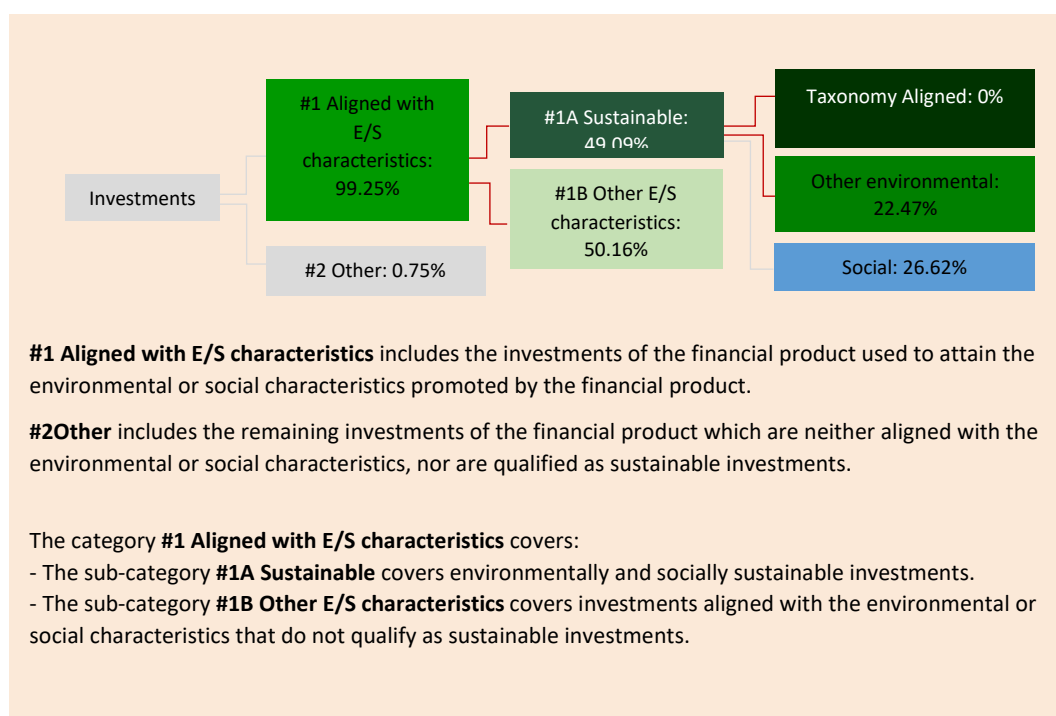 Investments
#1 Aligned with
E/S
characteristics:
99.25%
#2 Other: 0.75%
#1A Sustainable:
49.09%
#1B Other E/S
characteristics:
50.16%
Taxonomy Aligned: 0%
Other environmental:
22.47%
Social: 26.62%
#1 Aligned with E/S characteristics includes the investments of the financial product used to attain the
environmental or social characteristics promoted by the financial product.
#2Other includes the remaining investments of the financial product which are neither aligned with the
environmental or social characteristics, nor are qualified as sustainable investments.
The category #1 Aligned with E/S characteristics covers:
- The sub-category #1A Sustainable covers environmentally and socially sustainable investments.
- The sub-category #1B Other E/S characteristics covers investments aligned with the environmental or
social characteristics that do not qualify as sustainable investments.